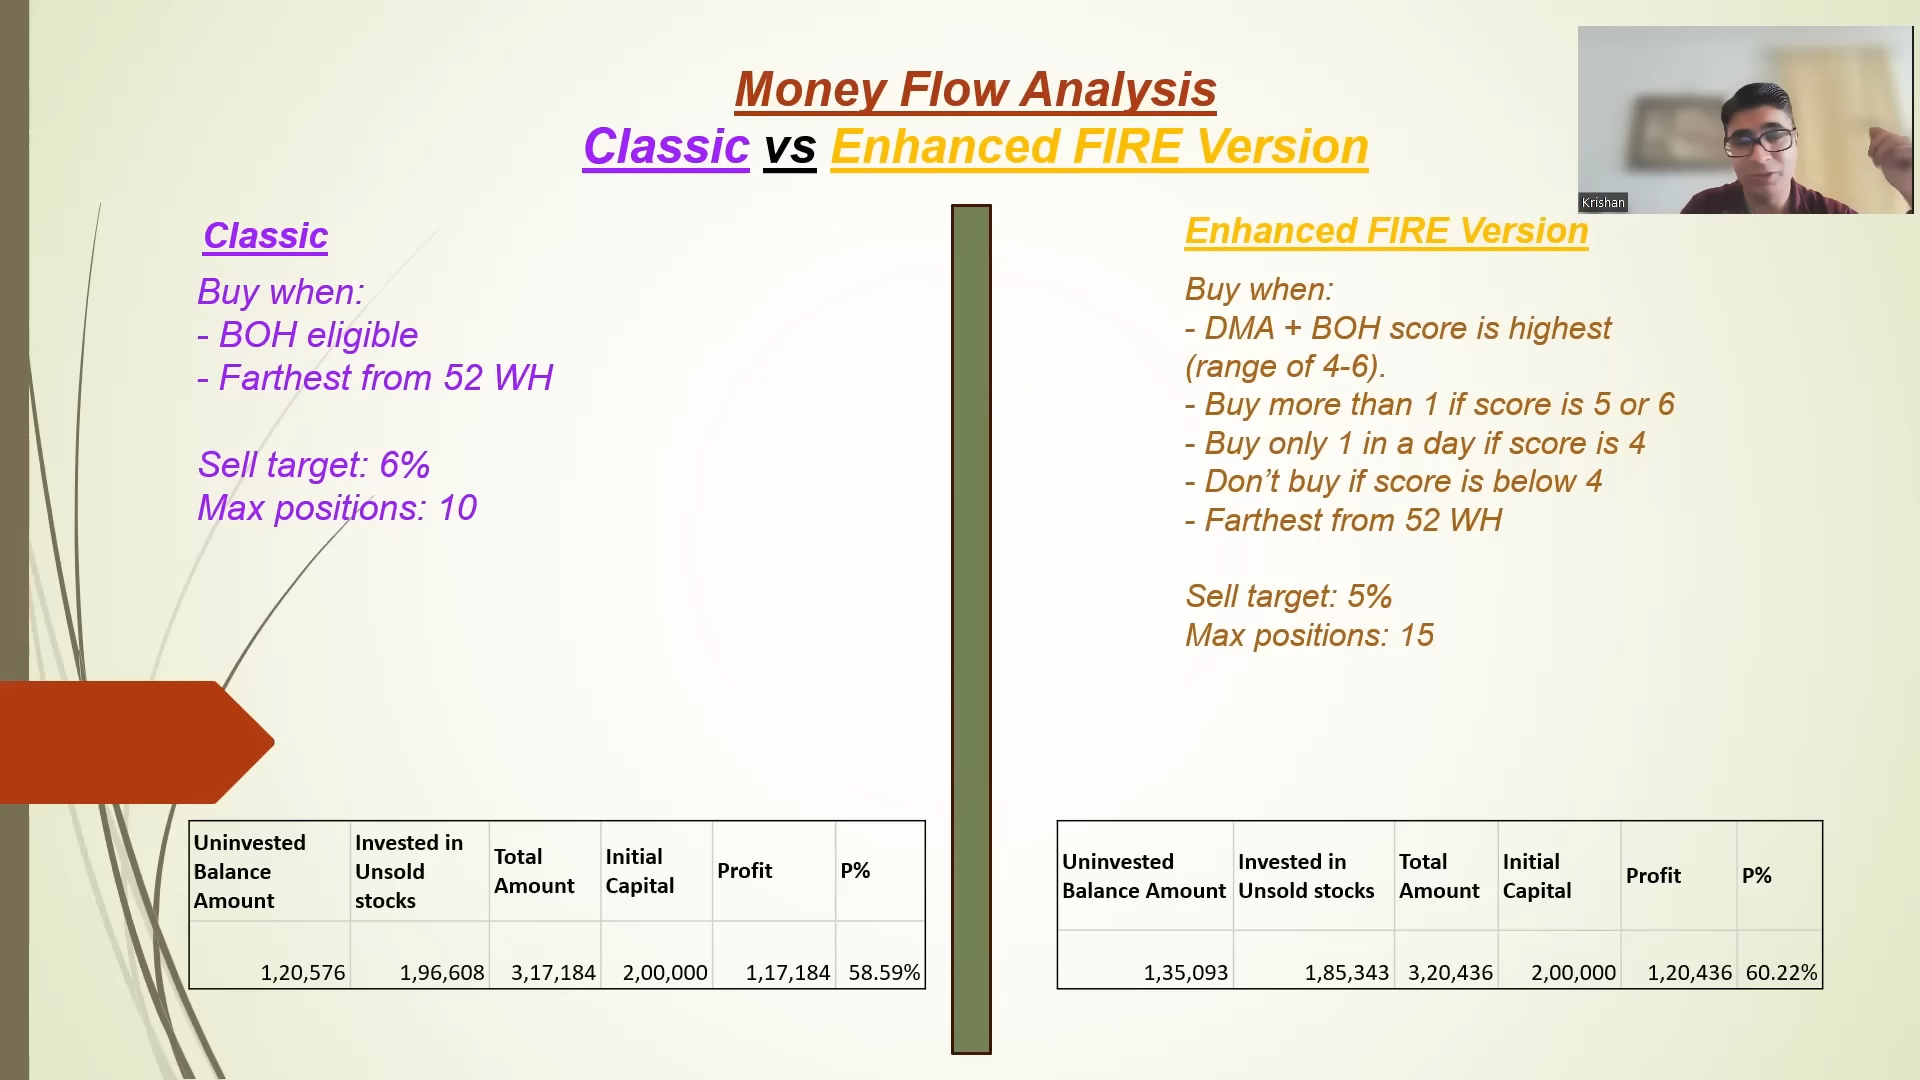 Money Flow Analysis
Classic vs Enhanced FIRE Version
Krishan
Classic
Buy when:
- BOH eligible
- Farthest from 52 WH
Sell target: 6%
Max positions: 10
Enhanced FIRE Version
Buy when:
- DMA + BOH score is highest
(range of 4-6).
- Buy more than 1 if score is 5 or 6
- Buy only 1 in a day if score is 4
- Don’t buy if score is below 4
- Farthest from 52 WH
Sell target: 5%
Max positions: 15
Uninvested Balance Amount Invested in Unsold stocks Total Amount Initial Capital Profit P%
1,20,576 1,96,608 3,17,184 2,00,000 1,17,184 58.59%
Uninvested Balance Amount Invested in Unsold stocks Total Amount Initial Capital Profit P%
1,35,093 1,85,343 3,20,436 2,00,000 1,20,436 60.22%